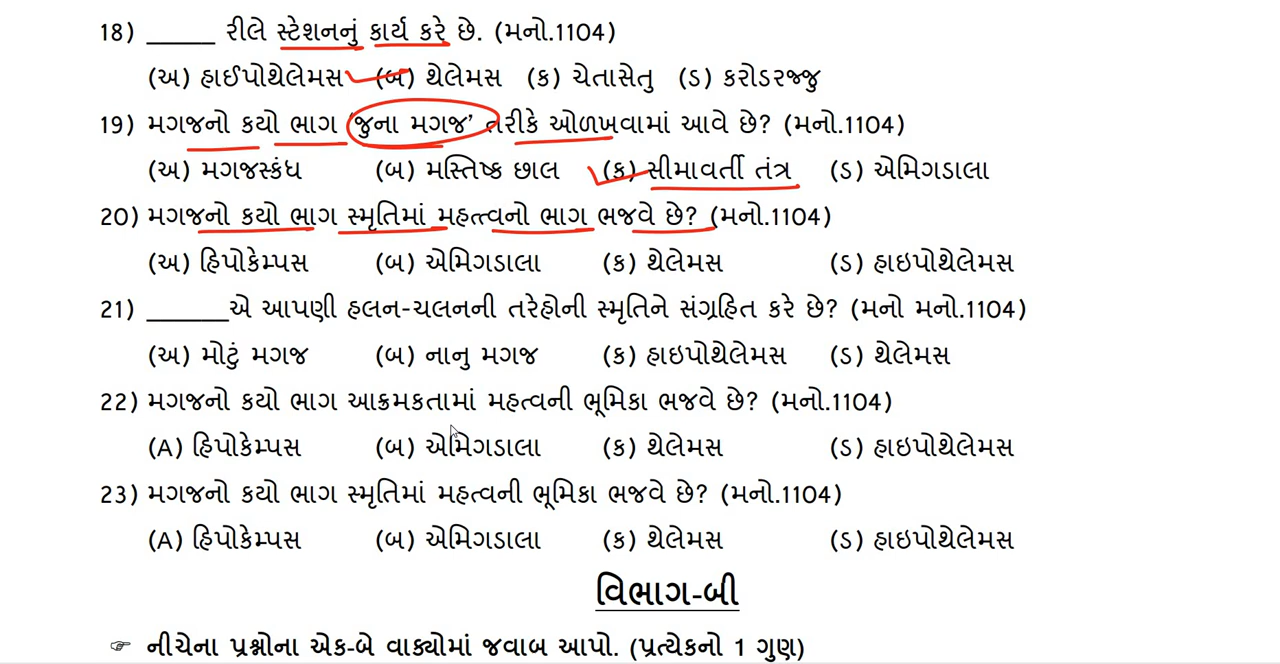 18) _____ રીલે સ્ટેશનનું કાર્ય કરે છે. (મનો.1104)
(અ) હાઈપોથેલેમસ (બ) થેલેમસ (ક) ચેતાસેતુ (ડ) કરોડરજ્જુ
19) મગજનો કયો ભાગ ‘જુના મગજ’ તરીકે ઓળખવામાં આવે છે? (મનો.1104)
(અ) મગજસ્કંધ (બ) મસ્તિષ્ક છાલ (ક) સીમાવર્તી તંત્ર (ડ) એમિગડાલા
20) મગજનો કયો ભાગ સ્મૃતિમાં મહત્ત્વનો ભાગ ભજવે છે? (મનો.1104)
(અ) હિપોકેમ્પસ (બ) એમિગડાલા (ક) થેલેમસ (ડ) હાઇપોથેલેમસ
21) ______એ આપણી હલન-ચલનની તરેહોની સ્મૃતિને સંગ્રહિત કરે છે? (મનો મનો.1104)
(અ) મોટું મગજ (બ) નાનુ મગજ (ક) હાઇપોથેલેમસ (ડ) થેલેમસ
22) મગજનો કયો ભાગ આક્રમકતામાં મહત્વની ભૂમિકા ભજવે છે? (મનો.1104)
(A) હિપોકેમ્પસ (બ) એમિગડાલા (ક) થેલેમસ (ડ) હાઇપોથેલેમસ
23) મગજનો કયો ભાગ સ્મૃતિમાં મહત્વની ભૂમિકા ભજવે છે? (મનો.1104)
(A) હિપોકેમ્પસ (બ) એમિગડાલા (ક) થેલેમસ (ડ) હાઇપોથેલેમસ
વિભાગ-બી
☞ નીચેના પ્રશ્નોના એક-બે વાક્યોમાં જવાબ આપો. (પ્રત્યેકનો 1 ગુણ)